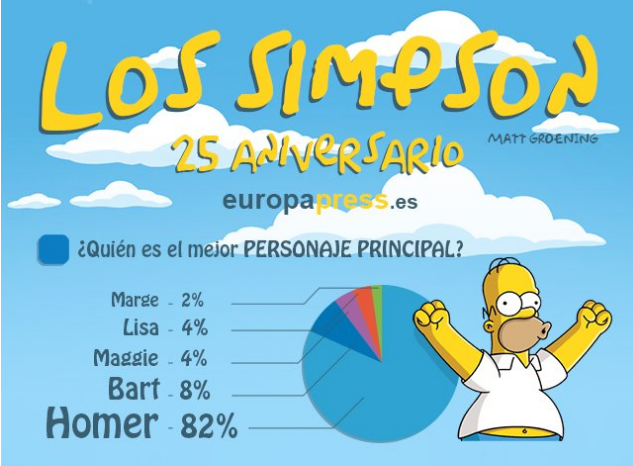 LOS SIMPSON
MATT GROENING
25 ANIVERSARIO
europapress.es
¿Quién es el mejor PERSONAJE PRINCIPAL?
Marge - 2%
Lisa - 4%
Maggie - 4%
Bart - 8%
Homer - 82%